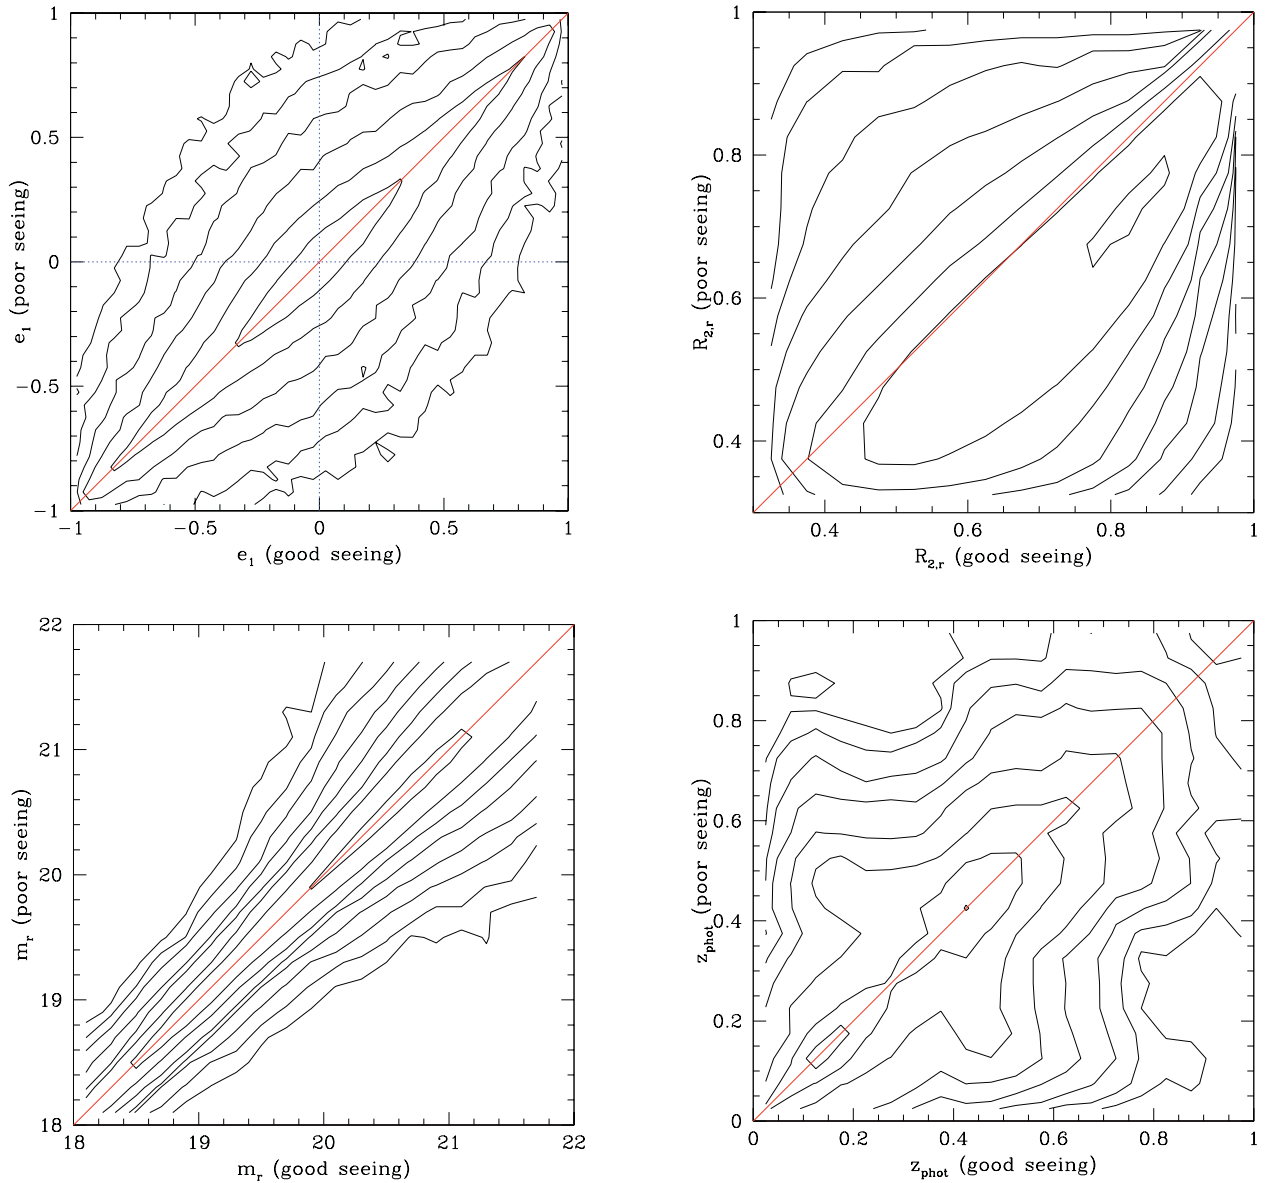 1
0.5
0
−0.5
−1
e₁ (poor seeing)
−1 −0.5 0 0.5 1
e₁ (good seeing)
1
0.8
0.6
0.4
R₂,ᵣ (poor seeing)
0.4 0.6 0.8 1
R₂,ᵣ (good seeing)
22
21
20
19
18
mᵣ (poor seeing)
18 19 20 21 22
mᵣ (good seeing)
1
0.8
0.6
0.4
0.2
0
z_phot (poor seeing)
0 0.2 0.4 0.6 0.8 1
z_phot (good seeing)